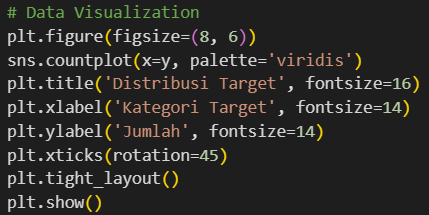 # Data Visualization
plt.figure(figsize=(8, 6))
sns.countplot(x=y, palette='viridis')
plt.title('Distribusi Target', fontsize=16)
plt.xlabel('Kategori Target', fontsize=14)
plt.ylabel('Jumlah', fontsize=14)
plt.xticks(rotation=45)
plt.tight_layout()
plt.show()